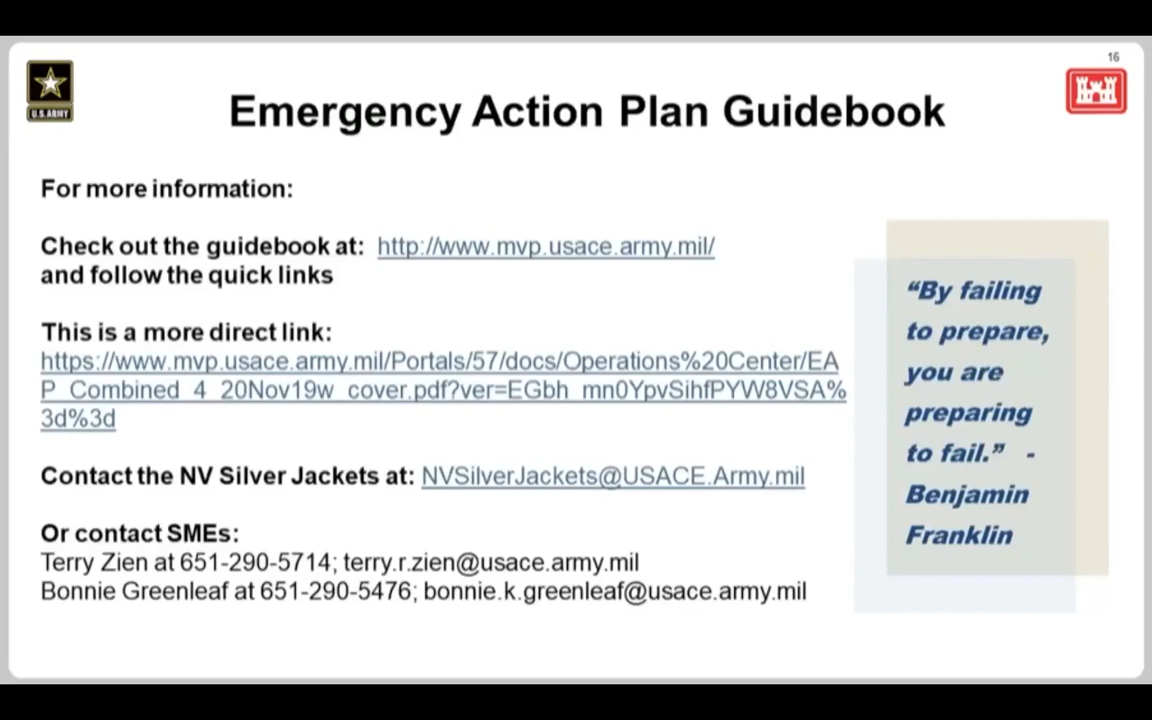 16
U.S. ARMY
Emergency Action Plan Guidebook
For more information:
Check out the guidebook at: http://www.mvp.usace.army.mil/
and follow the quick links
This is a more direct link:
https://www.mvp.usace.army.mil/Portals/57/docs/Operations%20Center/EA
P_Combined_4_20Nov19w_cover.pdf?ver=EGbh_mn0YpvSihfPYW8VSA%
3d%3d
Contact the NV Silver Jackets at: NVSilverJackets@USACE.Army.mil
Or contact SMEs:
Terry Zien at 651-290-5714; terry.r.zien@usace.army.mil
Bonnie Greenleaf at 651-290-5476; bonnie.k.greenleaf@usace.army.mil
“By failing
to prepare,
you are
preparing
to fail.” -
Benjamin
Franklin